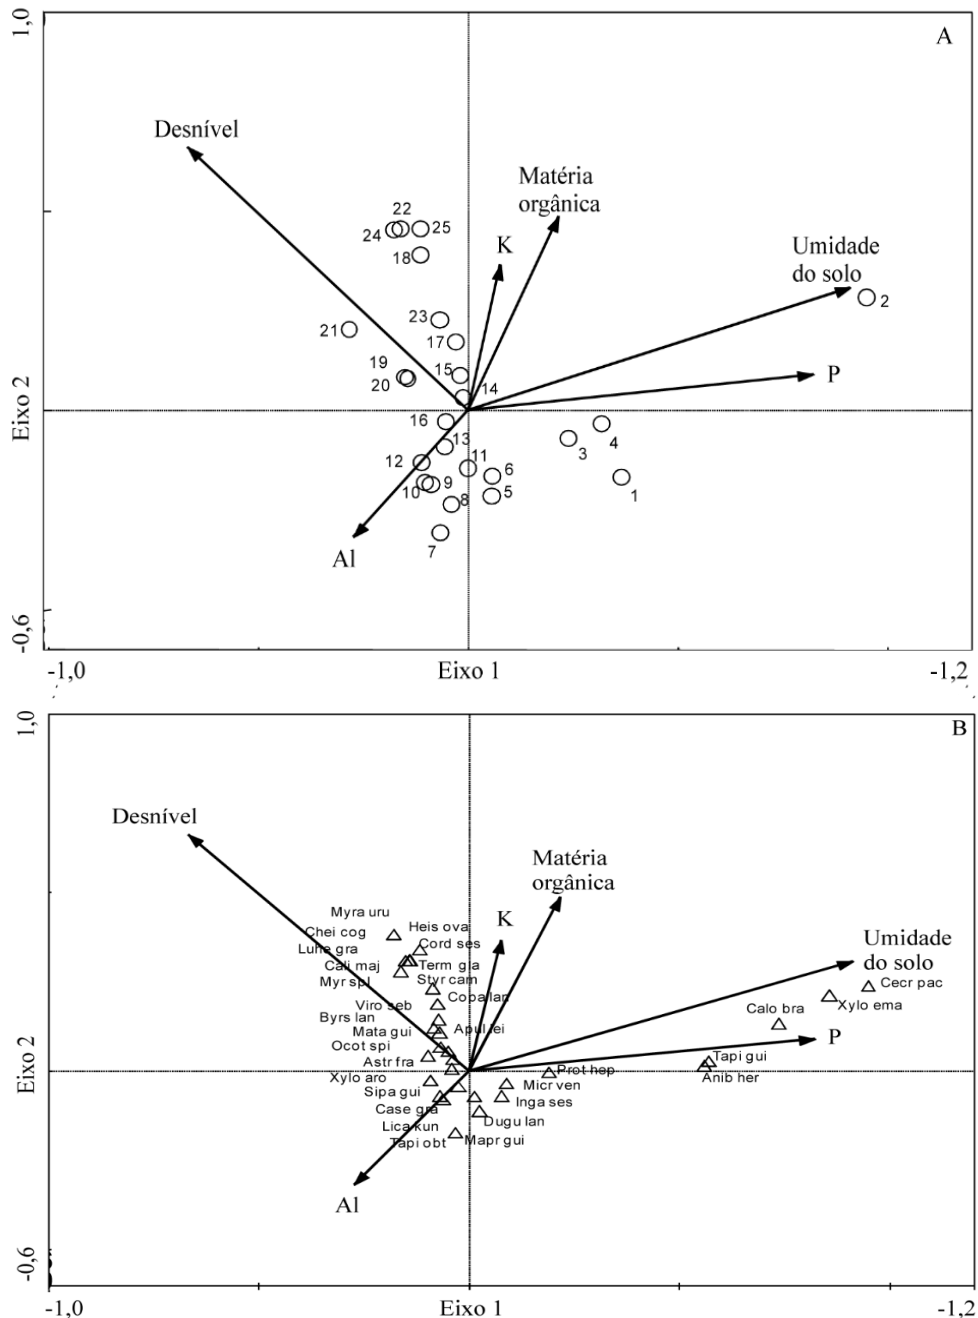 1,0
A
Desnível
Matéria
orgânica
22
24
25
18
K
Umidade
do solo
2
23
21
17
P
19
15
20
14
Eixo 2
16
13
4
3
12
11
6
10
9
5
1
8
7
Al
-0,6
-1,0
Eixo 1
-1,2
1,0
B
Desnível
Matéria
orgânica
K
Myra uru
Heis ova
Chei cog
Cord ses
Luhe gra
Umidade
do solo
Cali maj
Term gla
Myr spl
Styr cam
Cecr pac
Copa lan
Xylo ema
Viro seb
Calo bra
Byrs lan
Apul lei
Mata gui
P
Ocot spi
Tapi gui
Astr fra
Prot hep
Anib her
Xylo aro
Micr ven
Sipa gui
Inga ses
Case gra
Dugu lan
Lica kun
Tapi obt
Mapr gui
Al
Eixo 2
-0,6
-1,0
Eixo 1
-1,2